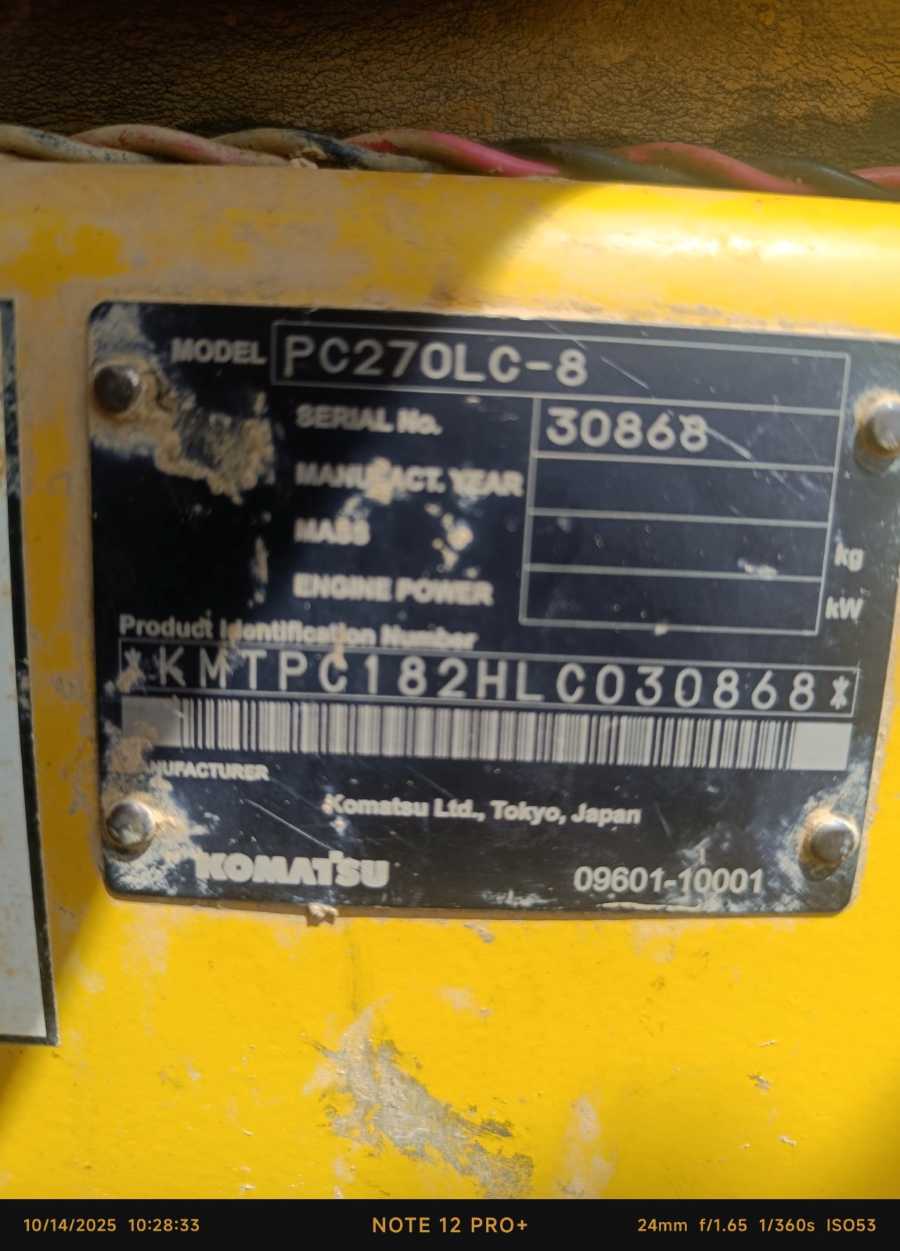 MODEL PC270LC-8
SERIAL No. 30868
MANUFACT. YEAR
MASS kg
ENGINE POWER kW
Product Identification Number
*KMTPC182HLC030868*
NUFACTURER
Komatsu Ltd., Tokyo, Japan
KOMATSU 09601-10001
10/14/2025 10:28:33 NOTE 12 PRO+ 24mm f/1.65 1/360s ISO53